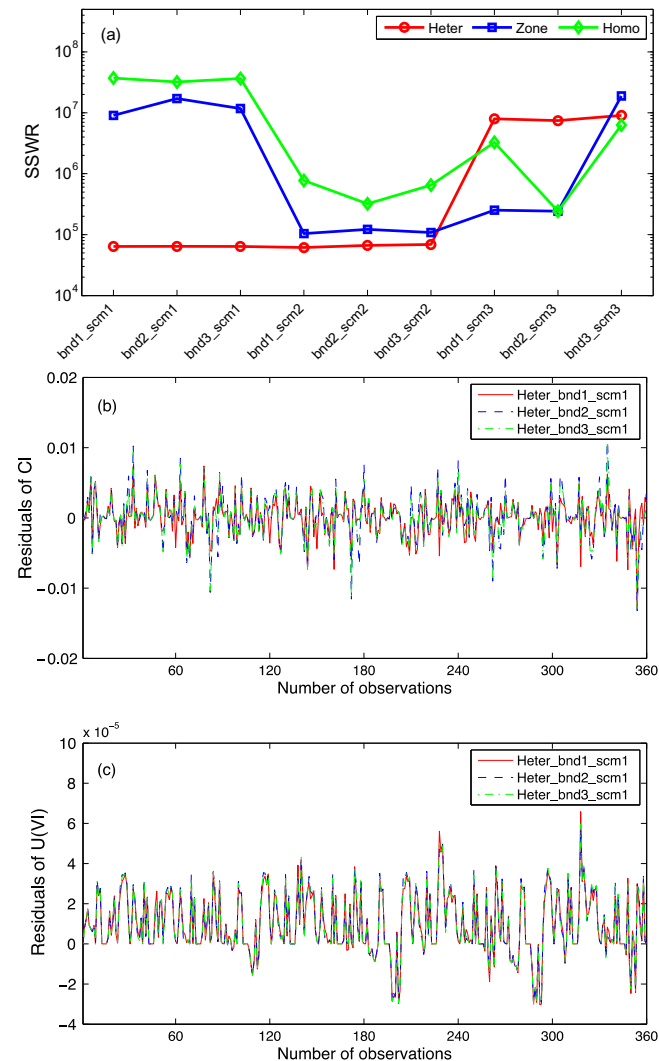 (a)
Heter Zone Homo
SSWR
10^8
10^7
10^6
10^5
10^4
bnd1_scm1 bnd2_scm1 bnd3_scm1 bnd1_scm2 bnd2_scm2 bnd3_scm2 bnd1_scm3 bnd2_scm3 bnd3_scm3
(b)
Heter_bnd1_scm1
Heter_bnd2_scm1
Heter_bnd3_scm1
Residuals of CI
0.02
0.01
0
−0.01
−0.02
60 120 180 240 300 360
Number of observations
x 10^-5
(c)
Heter_bnd1_scm1
Heter_bnd2_scm1
Heter_bnd3_scm1
Residuals of U(VI)
10
8
6
4
2
0
−2
−4
60 120 180 240 300 360
Number of observations